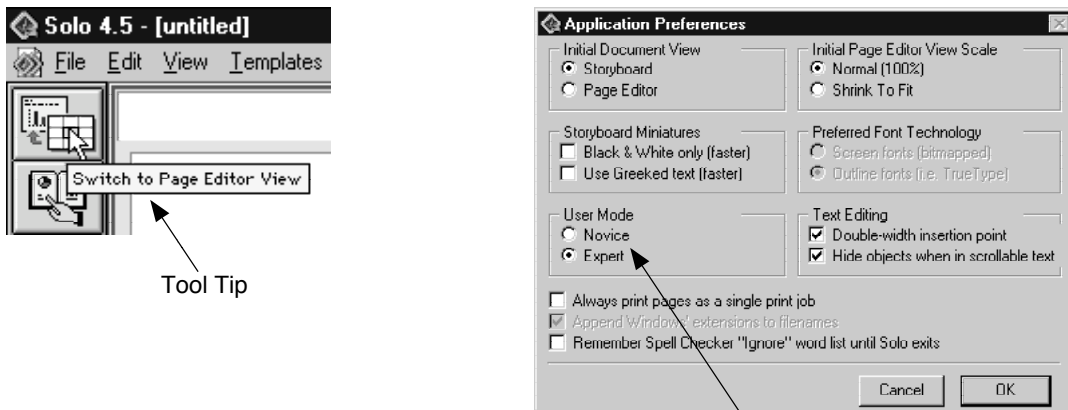 Solo 4.5 - [untitled]
File Edit View Templates
Switch to Page Editor View
Tool Tip
Application Preferences
Initial Document View
Storyboard
Page Editor
Initial Page Editor View Scale
Normal (100%)
Shrink To Fit
Storyboard Miniatures
Black & White only (faster)
Use Greeked text (faster)
Preferred Font Technology
Screen fonts (bitmapped)
Outline fonts (i.e. TrueType)
User Mode
Novice
Expert
Text Editing
Double-width insertion point
Hide objects when in scrollable text
Always print pages as a single print job
Append Windows' extensions to filenames
Remember Spell Checker "Ignore" word list until Solo exits
Cancel OK